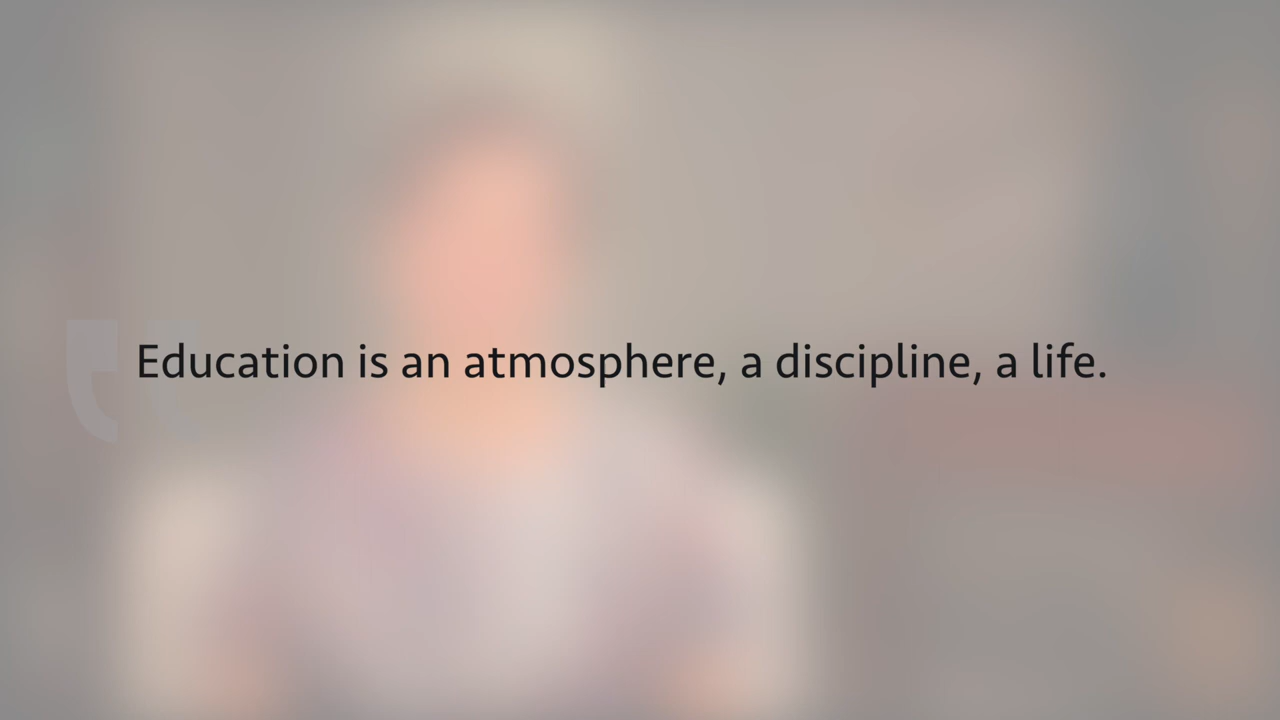 Education is an atmosphere, a discipline, a life.